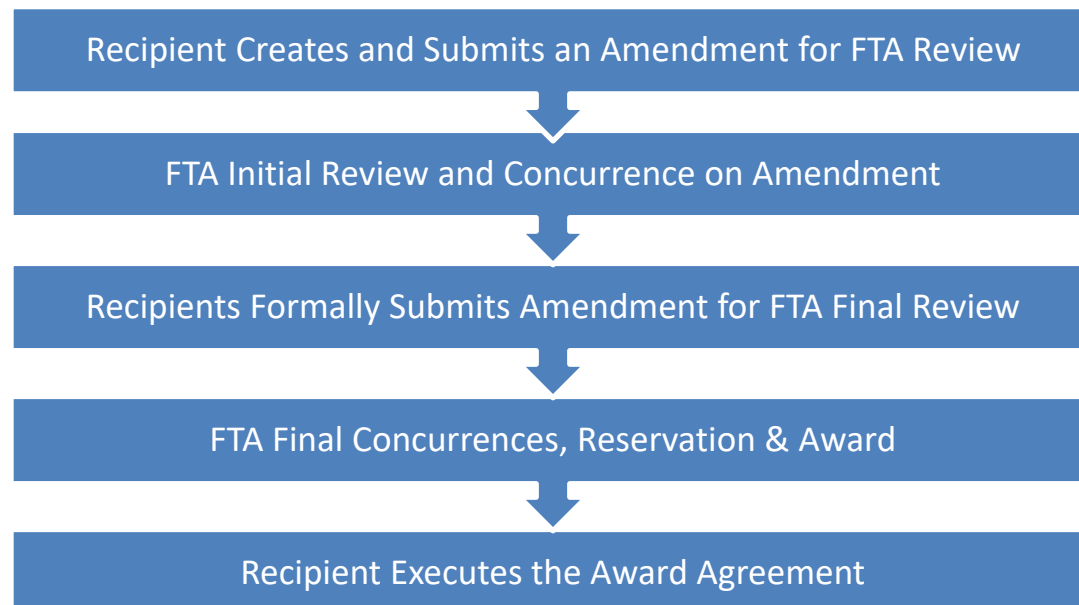 Recipient Creates and Submits an Amendment for FTA Review
FTA Initial Review and Concurrence on Amendment
Recipients Formally Submits Amendment for FTA Final Review
FTA Final Concurrences, Reservation & Award
Recipient Executes the Award Agreement